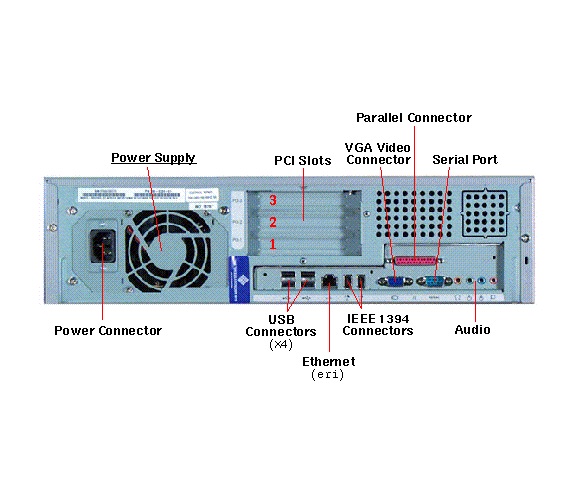 Parallel Connector
VGA Video
Connector
Serial Port
Power Supply
PCI Slots
3
2
1
Power Connector
USB
Connectors
(x4)
IEEE 1394
Connectors
Audio
Ethernet
(eri)